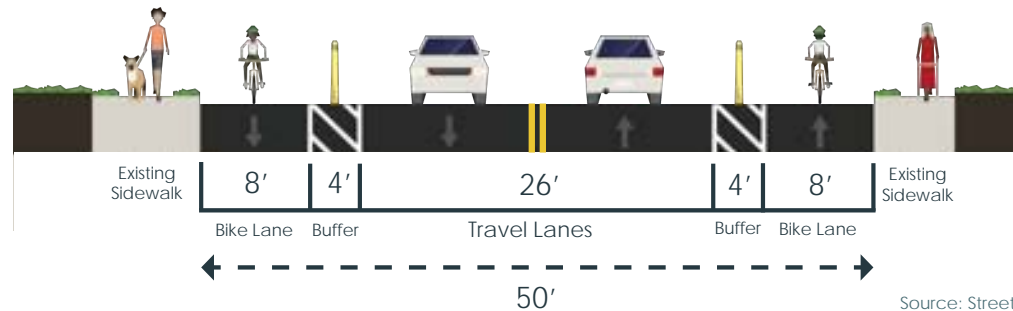 Existing
Sidewalk
8’
4’
26’
4’
8’
Existing
Sidewalk
Bike Lane
Buffer
Travel Lanes
Buffer
Bike Lane
50’
Source: Street